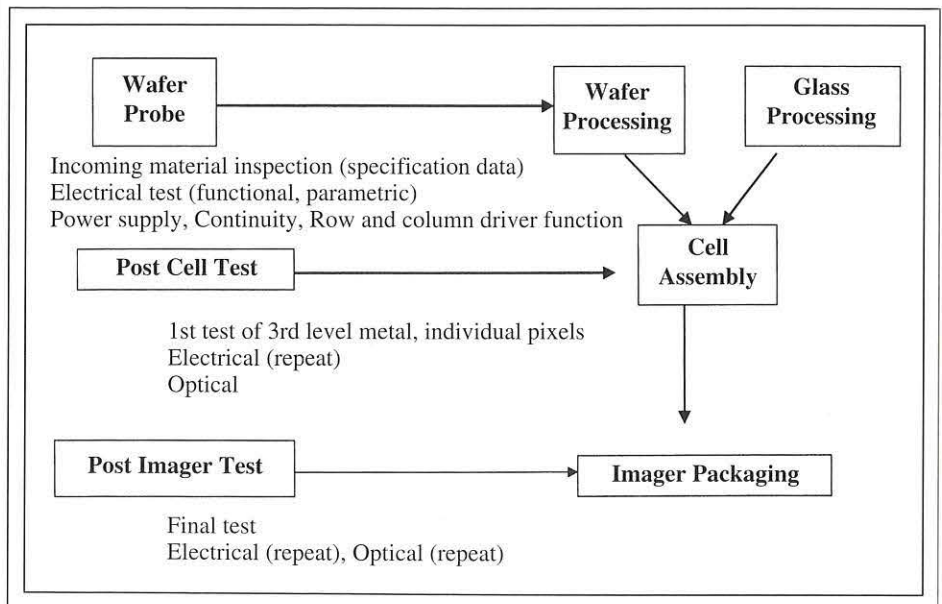 Wafer
Probe
Wafer
Processing
Glass
Processing
Incoming material inspection (specification data)
Electrical test (functional, parametric)
Power supply, Continuity, Row and column driver function
Post Cell Test
Cell
Assembly
1st test of 3rd level metal, individual pixels
Electrical (repeat)
Optical
Post Imager Test
Imager Packaging
Final test
Electrical (repeat), Optical (repeat)